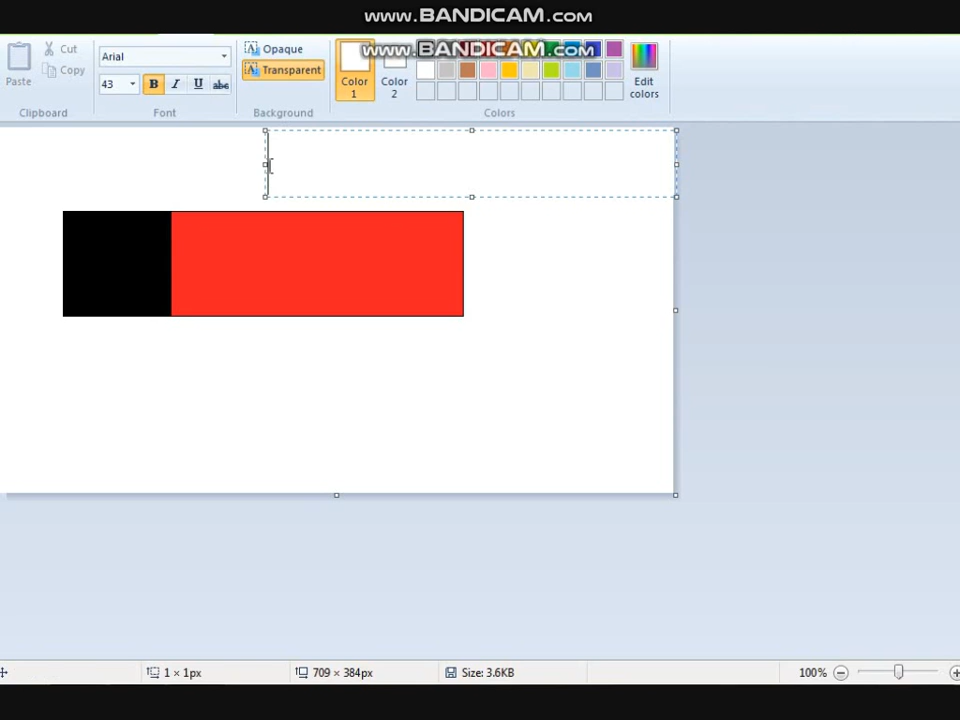 www.BANDICAM.com
www.BANDICAM.com
Paste
Cut
Copy
Clipboard
Arial
43
B I U abc
Font
Opaque
Transparent
Background
Color 1
Color 2
Edit colors
Colors
1 × 1px
709 × 384px
Size: 3.6KB
100%